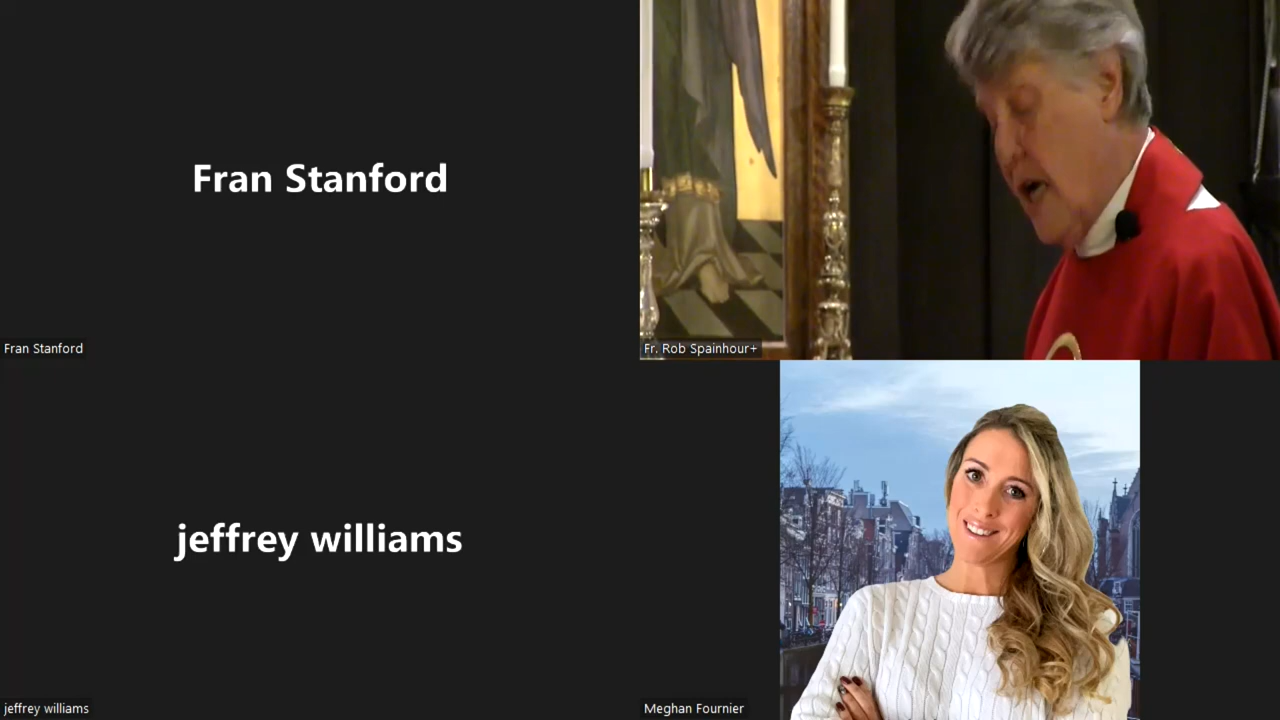 Fran Stanford
Fran Stanford
Fr. Rob Spainhour+
jeffrey williams
jeffrey williams
Meghan Fournier